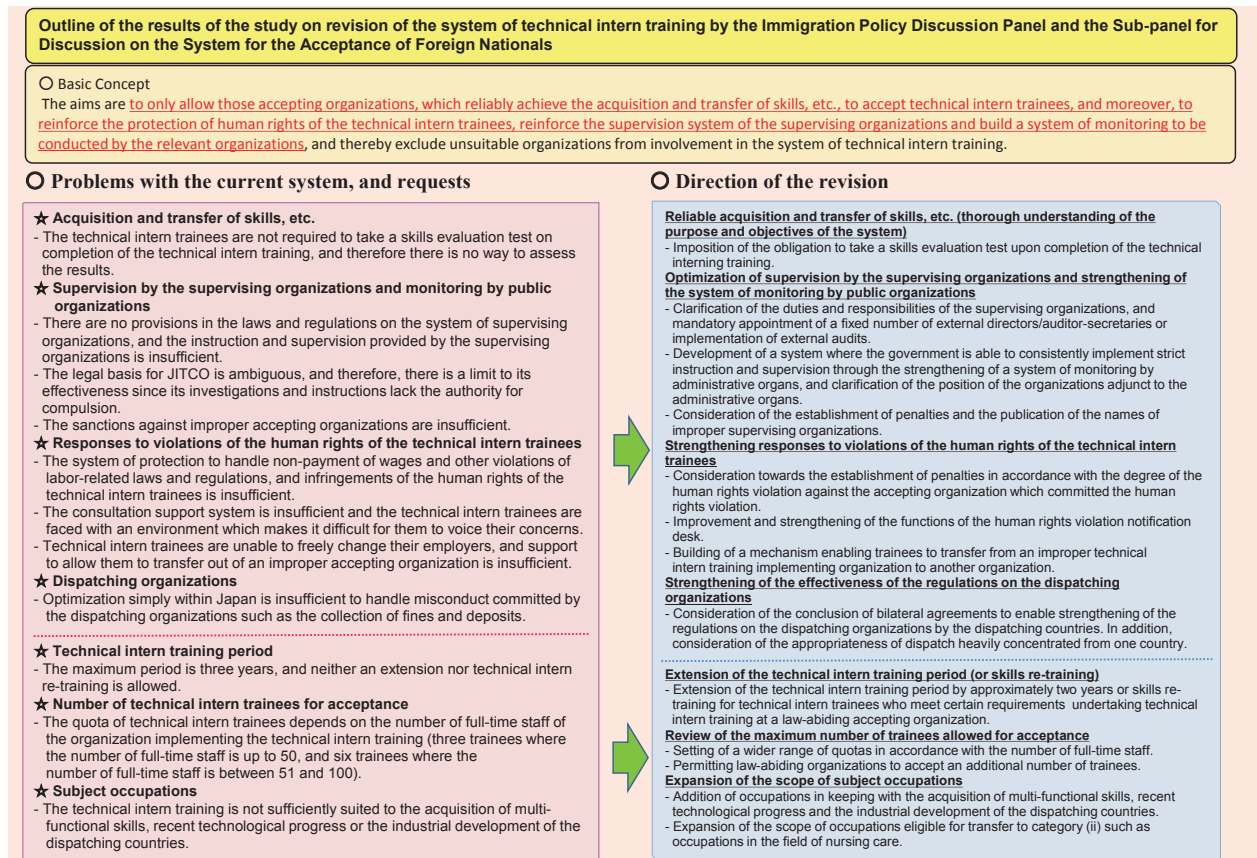 Outline of the results of the study on revision of the system of technical intern training by the Immigration Policy Discussion Panel and the Sub-panel for
Discussion on the System for the Acceptance of Foreign Nationals
○ Basic Concept
The aims are to only allow those accepting organizations, which reliably achieve the acquisition and transfer of skills, etc., to accept technical intern trainees, and moreover, to
reinforce the protection of human rights of the technical intern trainees, reinforce the supervision system of the supervising organizations and build a system of monitoring to be
conducted by the relevant organizations, and thereby exclude unsuitable organizations from involvement in the system of technical intern training.
○ Problems with the current system, and requests
☆ Acquisition and transfer of skills, etc.
- The technical intern trainees are not required to take a skills evaluation test on
completion of the technical intern training, and therefore there is no way to assess
the results.
☆ Supervision by the supervising organizations and monitoring by public
organizations
- There are no provisions in the laws and regulations on the system of supervising
organizations, and the instruction and supervision provided by the supervising
organizations is insufficient.
- The legal basis for JITCO is ambiguous, and therefore, there is a limit to its
effectiveness since its investigations and instructions lack the authority for
compulsion.
- The sanctions against improper accepting organizations are insufficient.
☆ Responses to violations of the human rights of the technical intern trainees
- The system of protection to handle non-payment of wages and other violations of
labor-related laws and regulations, and infringements of the human rights of the
technical intern trainees is insufficient.
- The consultation support system is insufficient and the technical intern trainees are
faced with an environment which makes it difficult for them to voice their concerns.
- Technical intern trainees are unable to freely change their employers, and support
to allow them to transfer out of an improper accepting organization is insufficient.
☆ Dispatching organizations
- Optimization simply within Japan is insufficient to handle misconduct committed by
the dispatching organizations such as the collection of fines and deposits.
☆ Technical intern training period
- The maximum period is three years, and neither an extension nor technical intern
re-training is allowed.
☆ Number of technical intern trainees for acceptance
- The quota of technical intern trainees depends on the number of full-time staff of
the organization implementing the technical intern training (three trainees where
the number of full-time staff is up to 50, and six trainees where the
number of full-time staff is between 51 and 100).
☆ Subject occupations
- The technical intern training is not sufficiently suited to the acquisition of multi-
functional skills, recent technological progress or the industrial development of the
dispatching countries.
○ Direction of the revision
Reliable acquisition and transfer of skills, etc. (thorough understanding of the
purpose and objectives of the system)
- Imposition of the obligation to take a skills evaluation test upon completion of the technical
interning training.
Optimization of supervision by the supervising organizations and strengthening of
the system of monitoring by public organizations
- Clarification of the duties and responsibilities of the supervising organizations, and
mandatory appointment of a fixed number of external directors/auditor-secretaries or
implementation of external audits.
- Development of a system where the government is able to consistently implement strict
instruction and supervision through the strengthening of a system of monitoring by
administrative organs, and clarification of the position of the organizations adjunct to the
administrative organs.
- Consideration of the establishment of penalties and the publication of the names of
improper supervising organizations.
Strengthening responses to violations of the human rights of the technical intern
trainees
- Consideration towards the establishment of penalties in accordance with the degree of the
human rights violation against the accepting organization which committed the human
rights violation.
- Improvement and strengthening of the functions of the human rights violation notification
desk.
- Building of a mechanism enabling trainees to transfer from an improper technical
intern training implementing organization to another organization.
Strengthening of the effectiveness of the regulations on the dispatching
organizations
- Consideration of the conclusion of bilateral agreements to enable strengthening of the
regulations on the dispatching organizations by the dispatching countries. In addition,
consideration of the appropriateness of dispatch heavily concentrated from one country.
Extension of the technical intern training period (or skills re-training)
- Extension of the technical intern training period by approximately two years or skills re-
training for technical intern trainees who meet certain requirements undertaking technical
intern training at a law-abiding accepting organization.
Review of the maximum number of trainees allowed for acceptance
- Setting of a wider range of quotas in accordance with the number of full-time staff.
- Permitting law-abiding organizations to accept an additional number of trainees.
Expansion of the scope of subject occupations
- Addition of occupations in keeping with the acquisition of multi-functional skills, recent
technological progress and the industrial development of the dispatching countries.
- Expansion of the scope of occupations eligible for transfer to category (ii) such as
occupations in the field of nursing care.